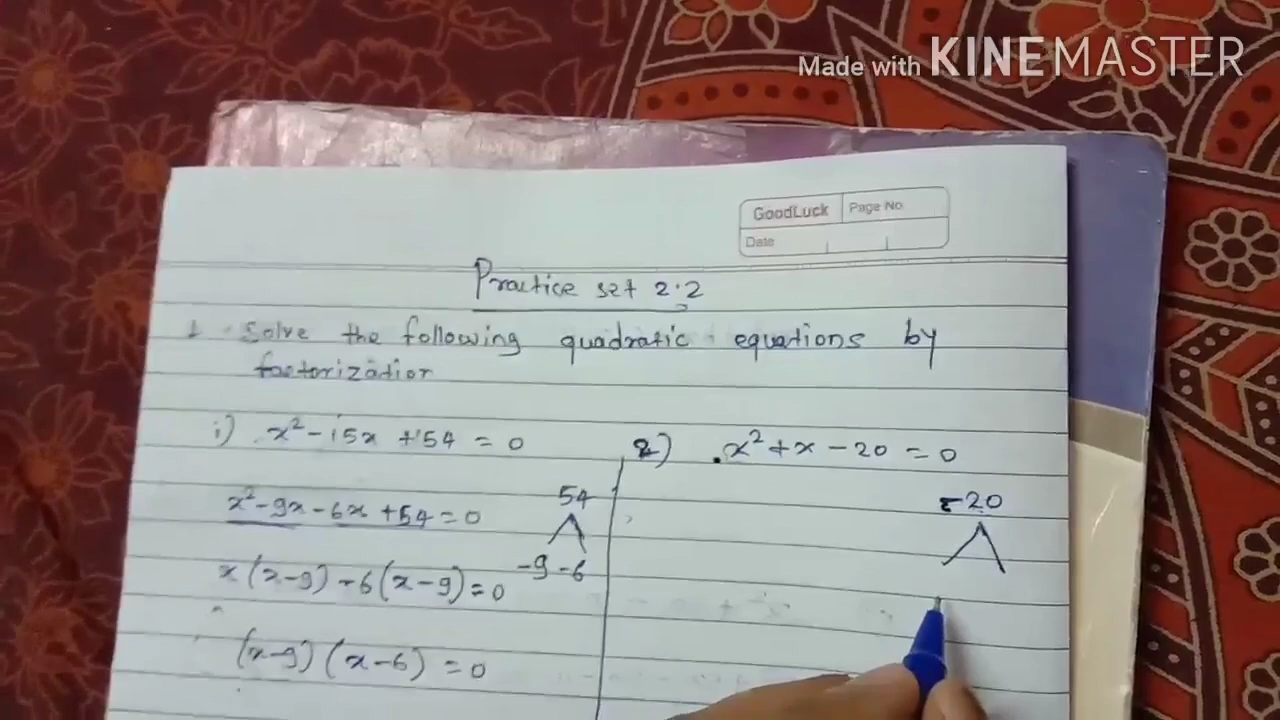 Made with KINEMASTER
GoodLuck Page No.
Date
Practice set 2.2
1. Solve the following quadratic equations by
factorization
i) x² - 15x + 54 = 0
x² - 9x - 6x + 54 = 0
54
-9 -6
x(x-9) - 6(x-9) = 0
(x-9) (x-6) = 0
2) x² + x - 20 = 0
-20